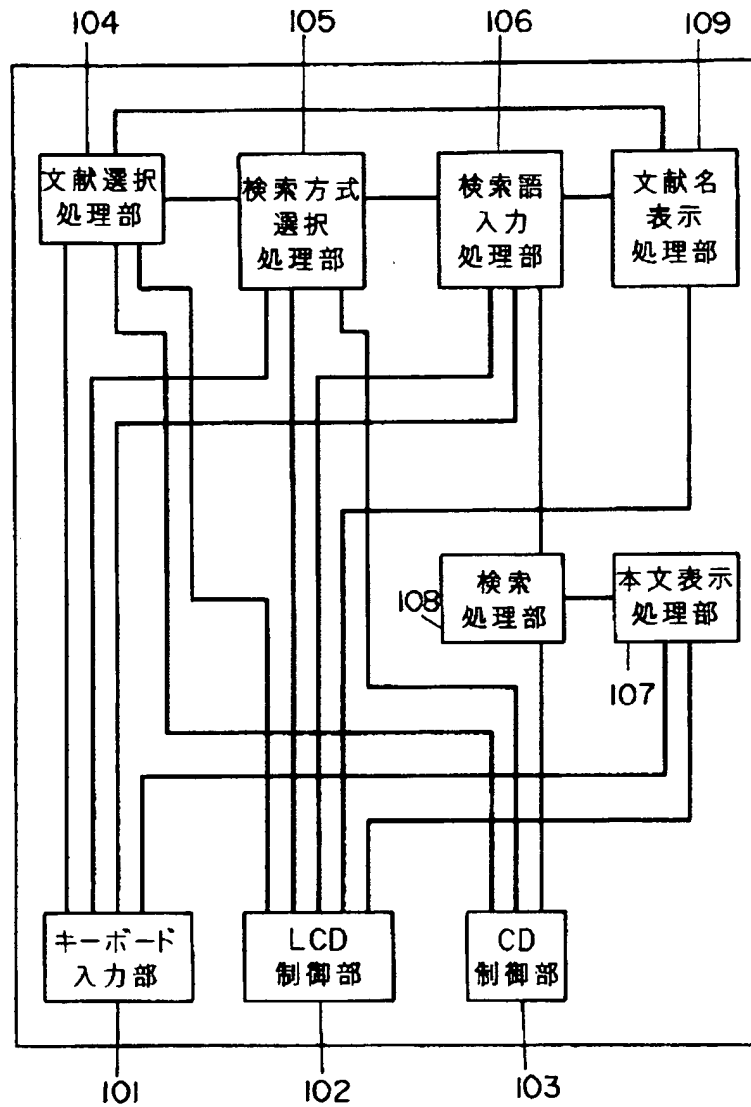 104
105
106
109
文献選択
処理部
検索方式
選択
処理部
検索語
入力
処理部
文献名
表示
処理部
108
検索
処理部
本文表示
処理部
107
キーボード
入力部
LCD
制御部
CD
制御部
101
102
103